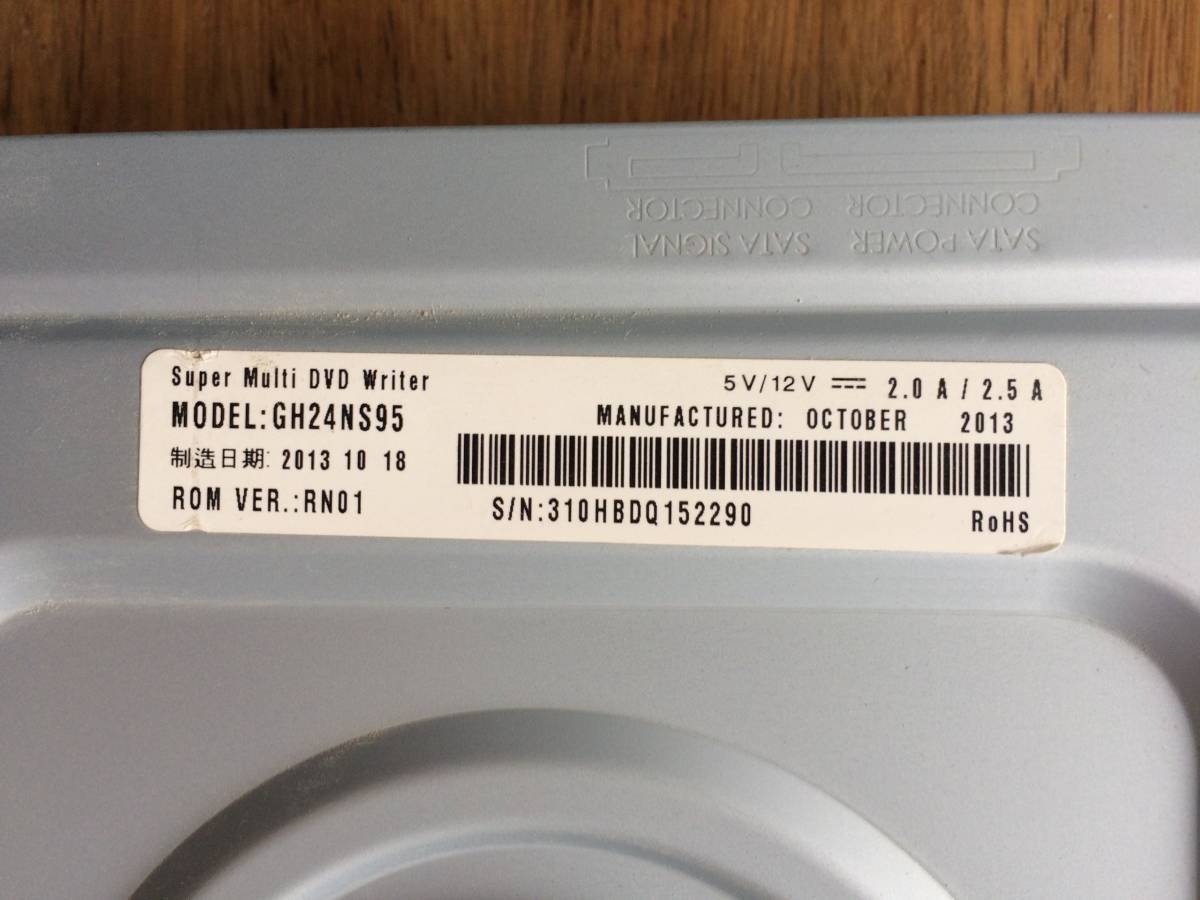 SATA POWER CONNECTOR
SATA SIGNAL CONNECTOR
Super Multi DVD Writer
5V/12V ⎓ 2.0 A / 2.5 A
MODEL:GH24NS95
MANUFACTURED: OCTOBER 2013
制造日期: 2013 10 18
ROM VER.:RN01
S/N:310HBDQ152290
RoHS